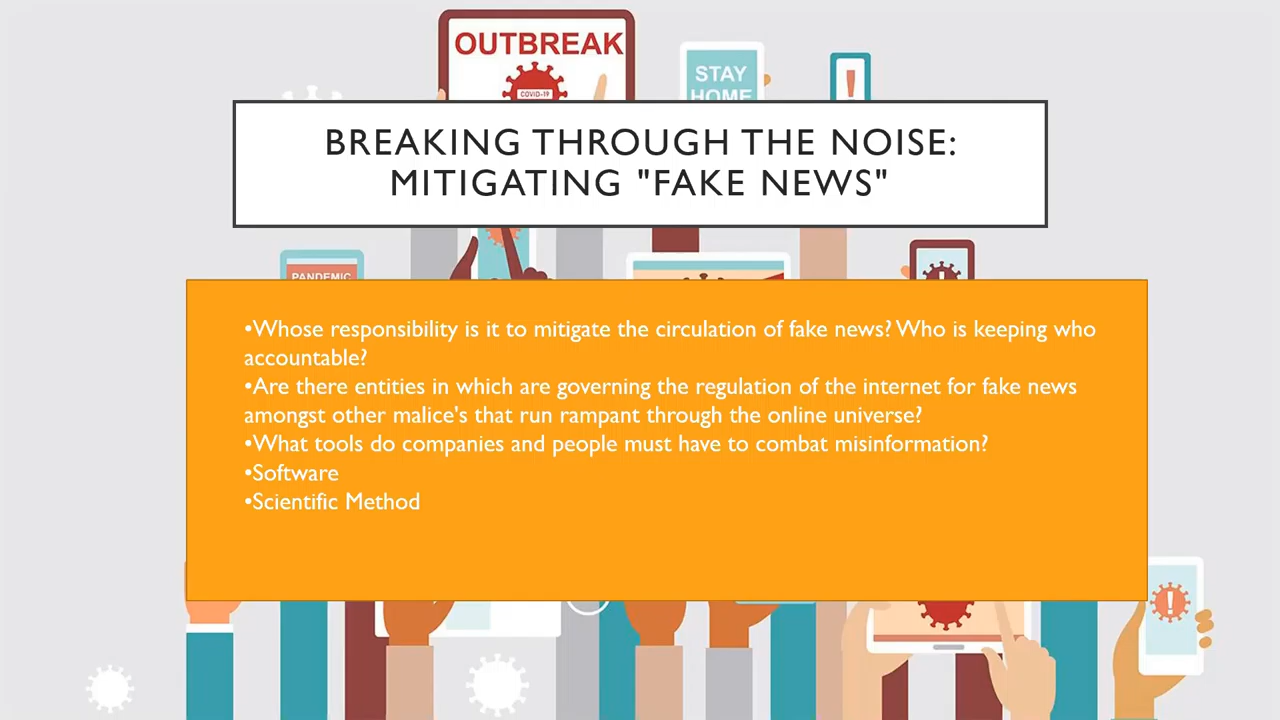 OUTBREAK
COVID-19
STAY
HOME
!
BREAKING THROUGH THE NOISE:
MITIGATING "FAKE NEWS"
PANDEMIC
•Whose responsibility is it to mitigate the circulation of fake news? Who is keeping who
accountable?
•Are there entities in which are governing the regulation of the internet for fake news
amongst other malice's that run rampant through the online universe?
•What tools do companies and people must have to combat misinformation?
•Software
•Scientific Method
!